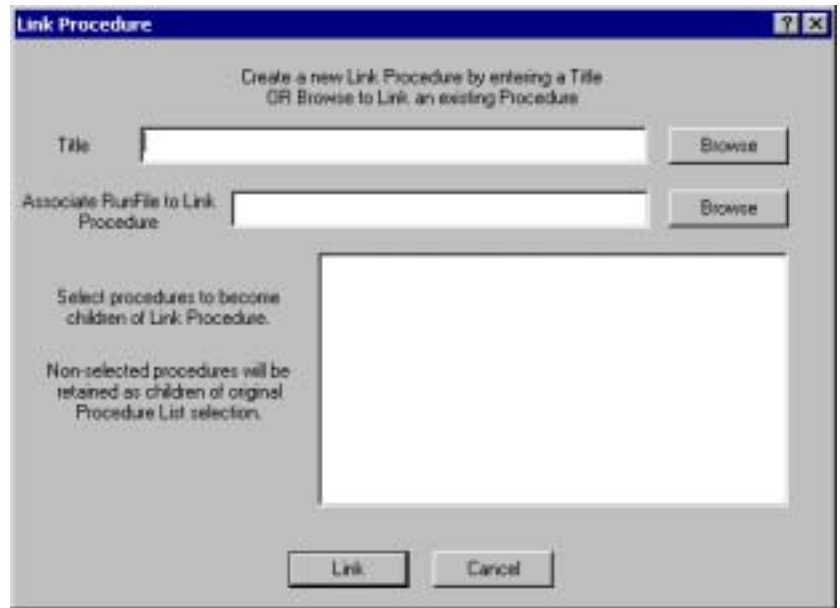 Link Procedure
Create a new Link Procedure by entering a Title
OR Browse to Link an existing Procedure
Title
Browse
Associate RunFile to Link
Procedure
Browse
Select procedures to become
children of Link Procedure.
Non-selected procedures will be
retained as children of original
Procedure List selection.
Link
Cancel